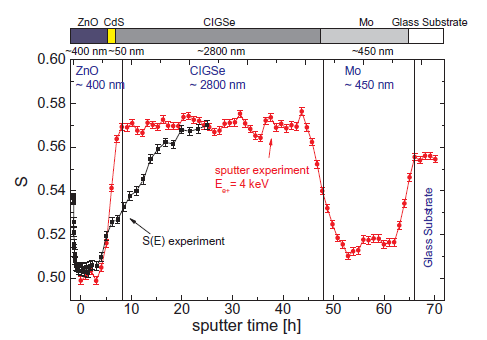 ZnO CdS CIGSe Mo Glass Substrate
~400 nm ~50 nm ~2800 nm ~450 nm
0.60
0.58
0.56
0.54
0.52
0.50
S
ZnO
~ 400 nm
CIGSe
~ 2800 nm
Mo
~ 450 nm
sputter experiment
E e+ = 4 keV
S(E) experiment
Glass Substrate
0 10 20 30 40 50 60 70
sputter time [h]